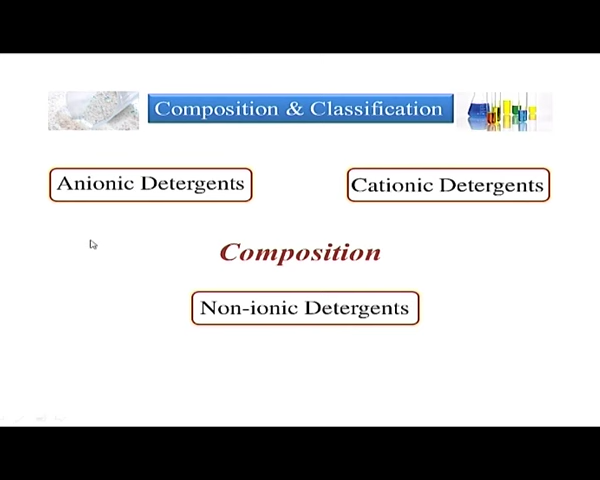 Composition & Classification
Anionic Detergents
Cationic Detergents
Composition
Non-ionic Detergents